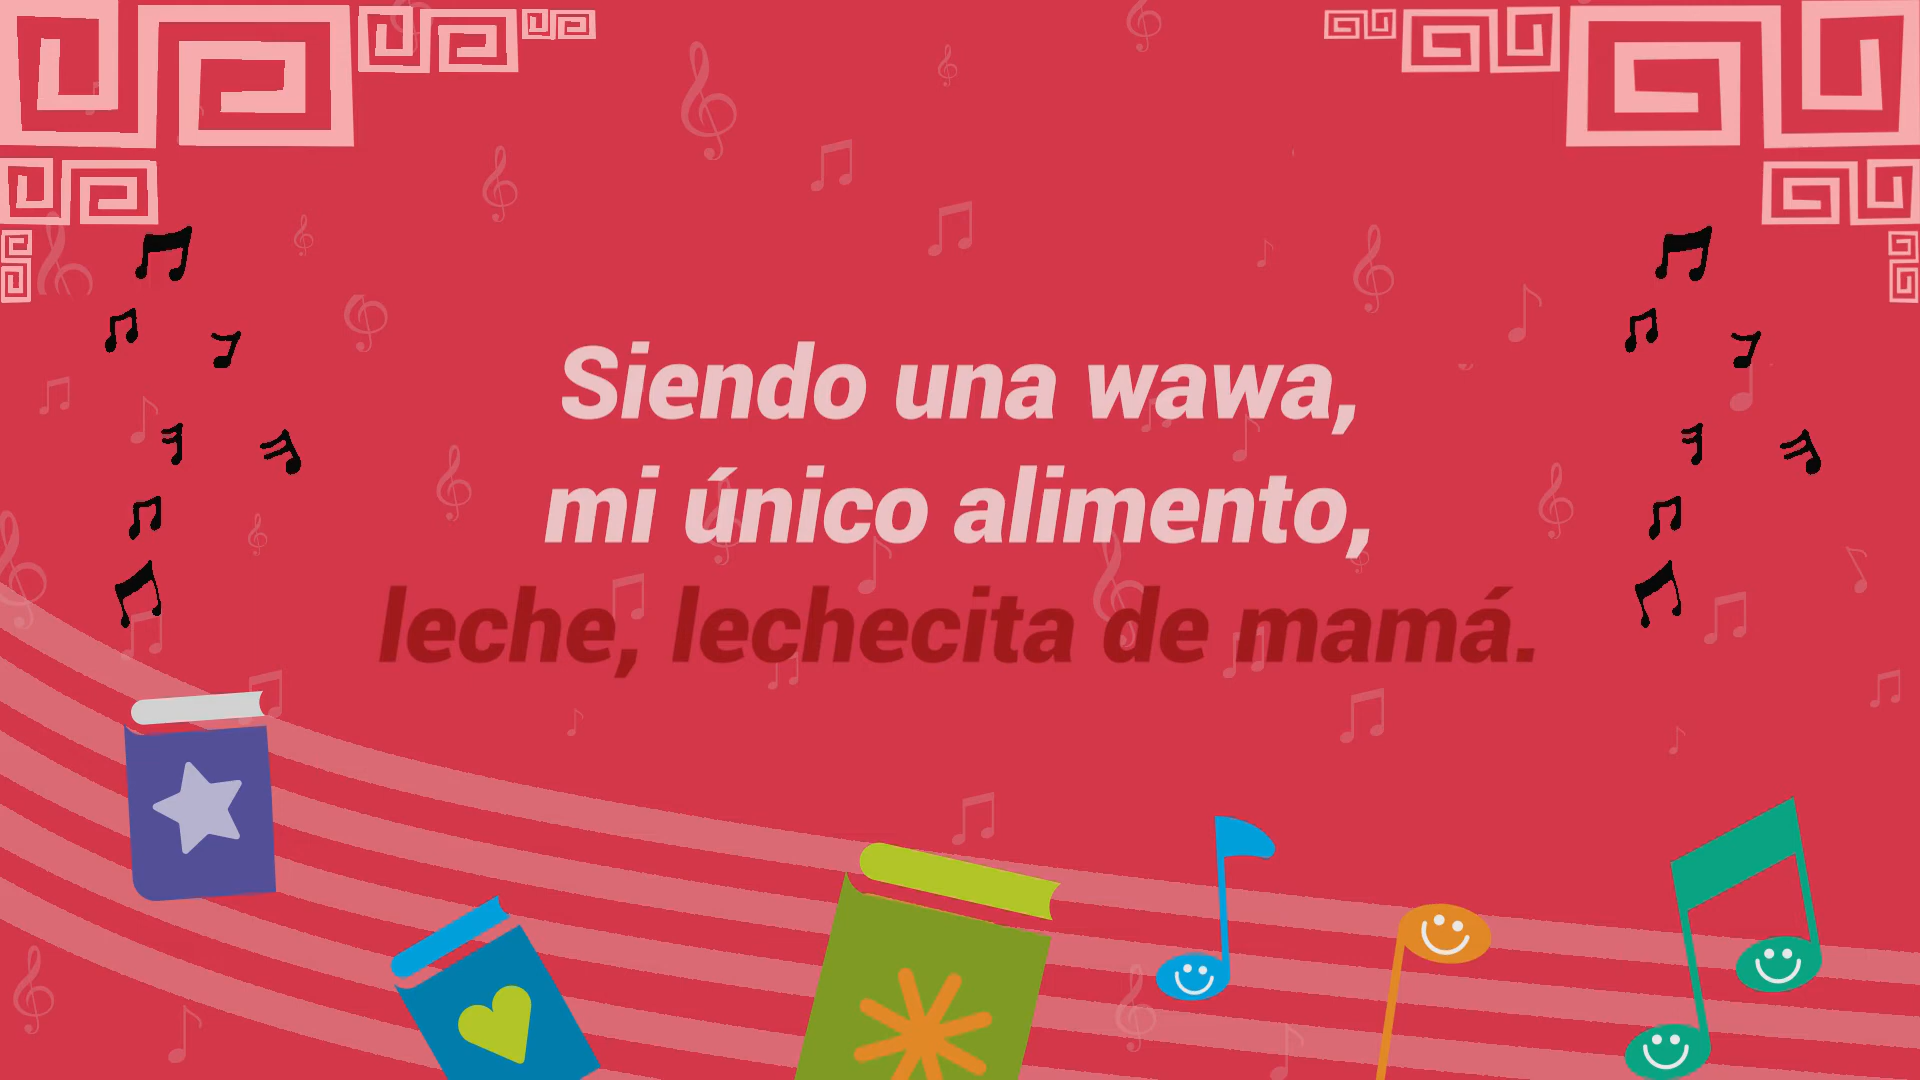 Siendo una wawa,
mi único alimento,
leche, lechecita de mamá.